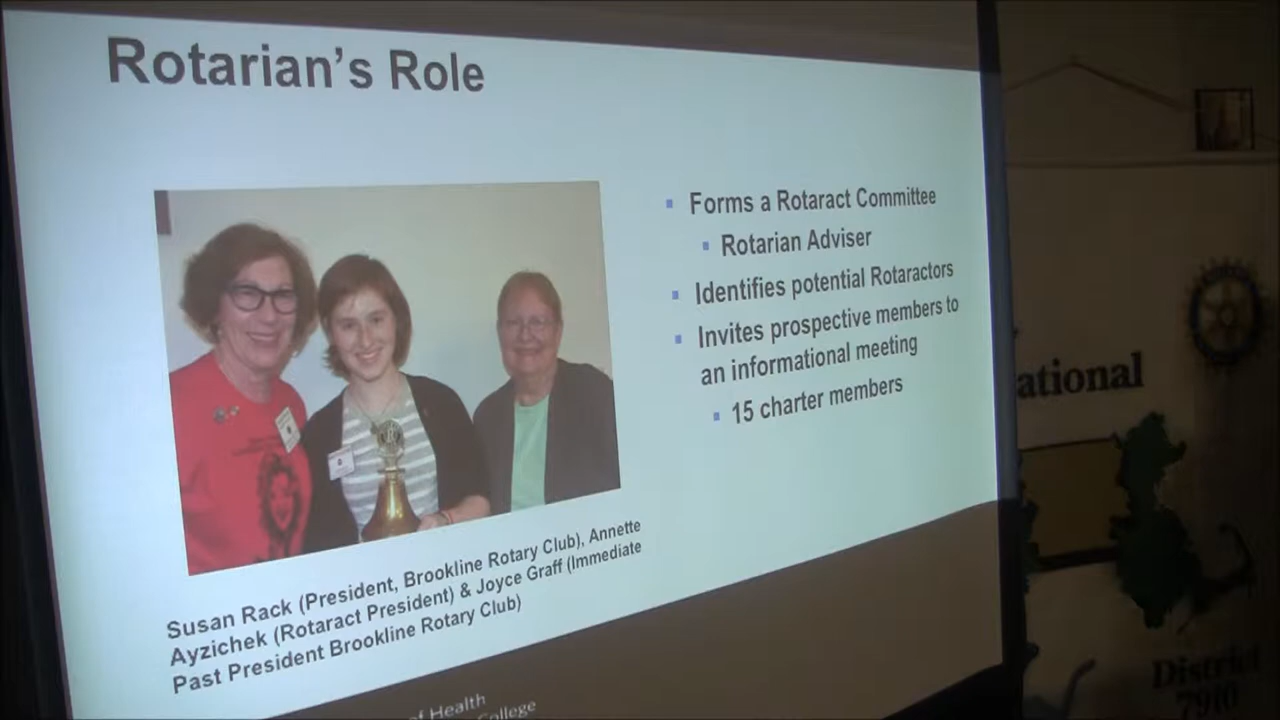 Rotarian's Role
Forms a Rotaract Committee
Rotarian Adviser
Identifies potential Rotaractors
Invites prospective members to
an informational meeting
15 charter members
Susan Rack (President, Brookline Rotary Club), Annette
Ayzichek (Rotaract President) & Joyce Graff (Immediate
Past President Brookline Rotary Club)
of Health
College
ational
District
7910